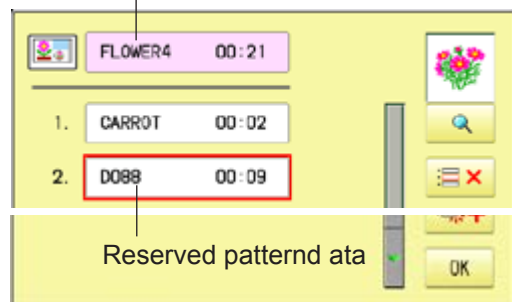 FLOWER4 00:21
1. CARROT 00:02
2. D088 00:09
Reserved patternd ata
OK